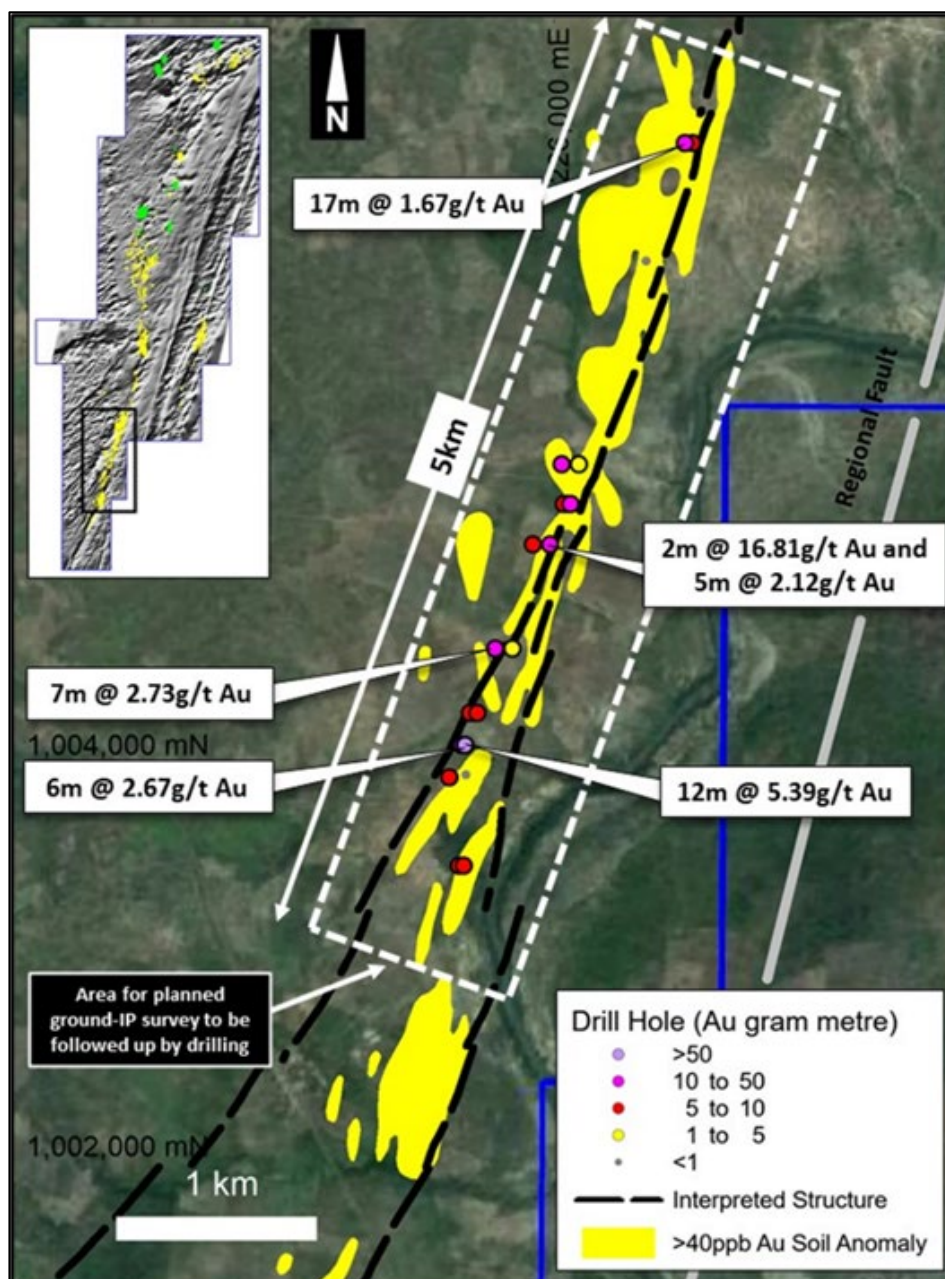 N
226,000 mE
17m @ 1.67g/t Au
5km
Regional Fault
2m @ 16.81g/t Au and
5m @ 2.12g/t Au
7m @ 2.73g/t Au
1,004,000 mN
6m @ 2.67g/t Au
12m @ 5.39g/t Au
Area for planned
ground-IP survey to be
followed up by drilling
1,002,000 mN
1 km
Drill Hole (Au gram metre)
>50
10 to 50
5 to 10
1 to 5
<1
Interpreted Structure
>40ppb Au Soil Anomaly